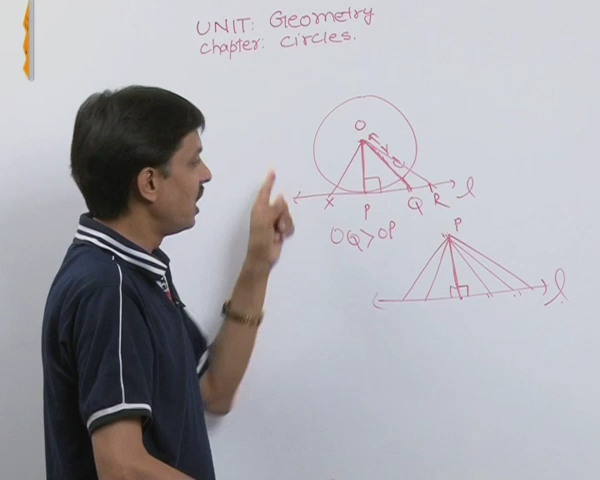 UNIT: Geometry
chapter: circles.
O
r
X
P
Q
R
l
OQ>OP
P
l